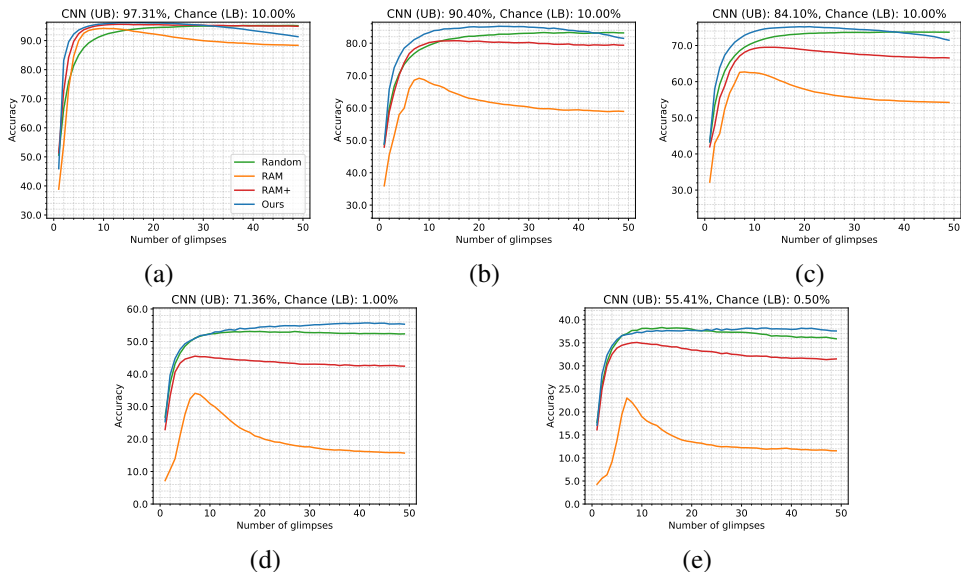 CNN (UB): 97.31%, Chance (LB): 10.00%
90.0
80.0
70.0
60.0
50.0
40.0
30.0
Accuracy
0 10 20 30 40 50
Number of glimpses
Random
RAM
RAM+
Ours
(a)
CNN (UB): 90.40%, Chance (LB): 10.00%
80.0
70.0
60.0
50.0
40.0
30.0
Accuracy
0 10 20 30 40 50
Number of glimpses
(b)
CNN (UB): 84.10%, Chance (LB): 10.00%
70.0
60.0
50.0
40.0
30.0
Accuracy
0 10 20 30 40 50
Number of glimpses
(c)
CNN (UB): 71.36%, Chance (LB): 1.00%
60.0
50.0
40.0
30.0
20.0
10.0
0.0
Accuracy
0 10 20 30 40 50
Number of glimpses
(d)
CNN (UB): 55.41%, Chance (LB): 0.50%
40.0
35.0
30.0
25.0
20.0
15.0
10.0
5.0
0.0
Accuracy
0 10 20 30 40 50
Number of glimpses
(e)